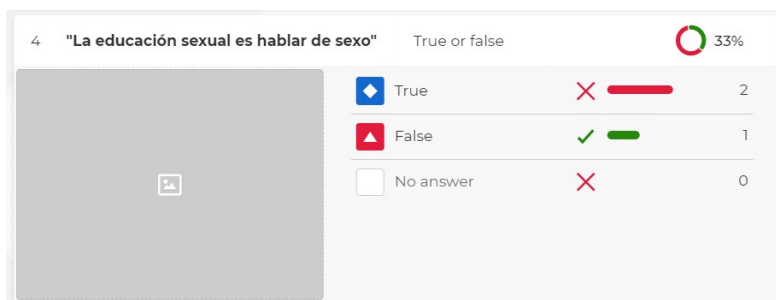 4 "La educación sexual es hablar de sexo" True or false 33%
True 2
False 1
No answer 0